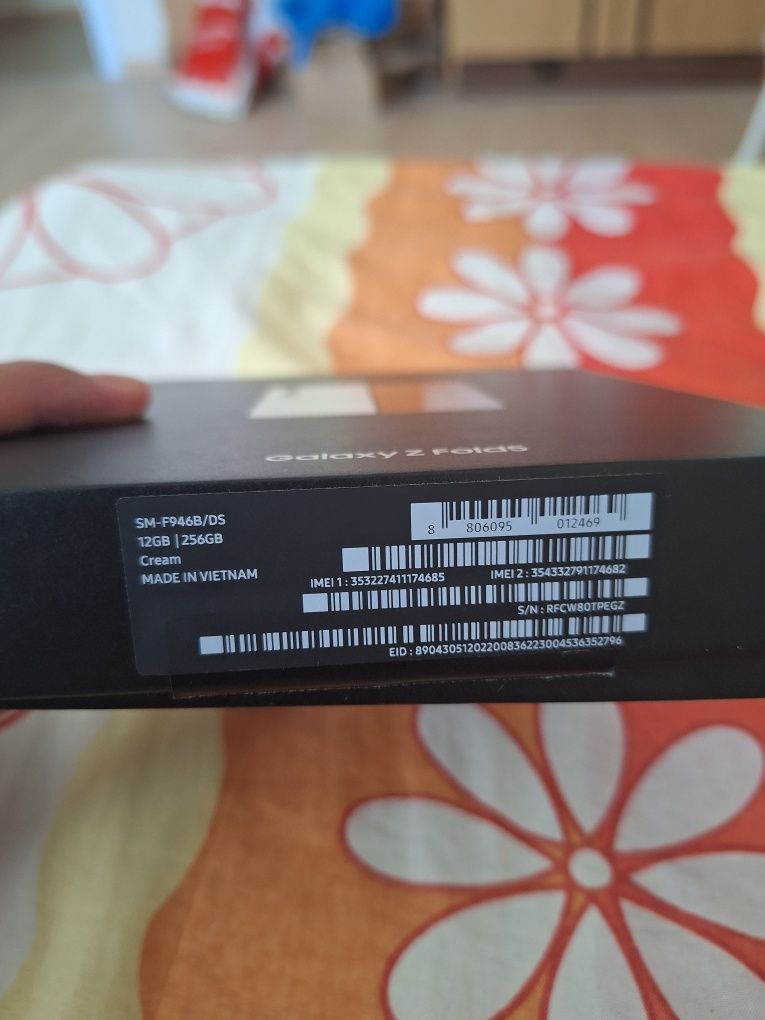 Galaxy Z Fold5
SM-F946B/DS
12GB | 256GB
Cream
MADE IN VIETNAM
8 806095 012469
IMEI 1 : 353227411174685
IMEI 2 : 354332791174682
S/N : RFCW80TPEGZ
EID : 89043051202200836223004536352796